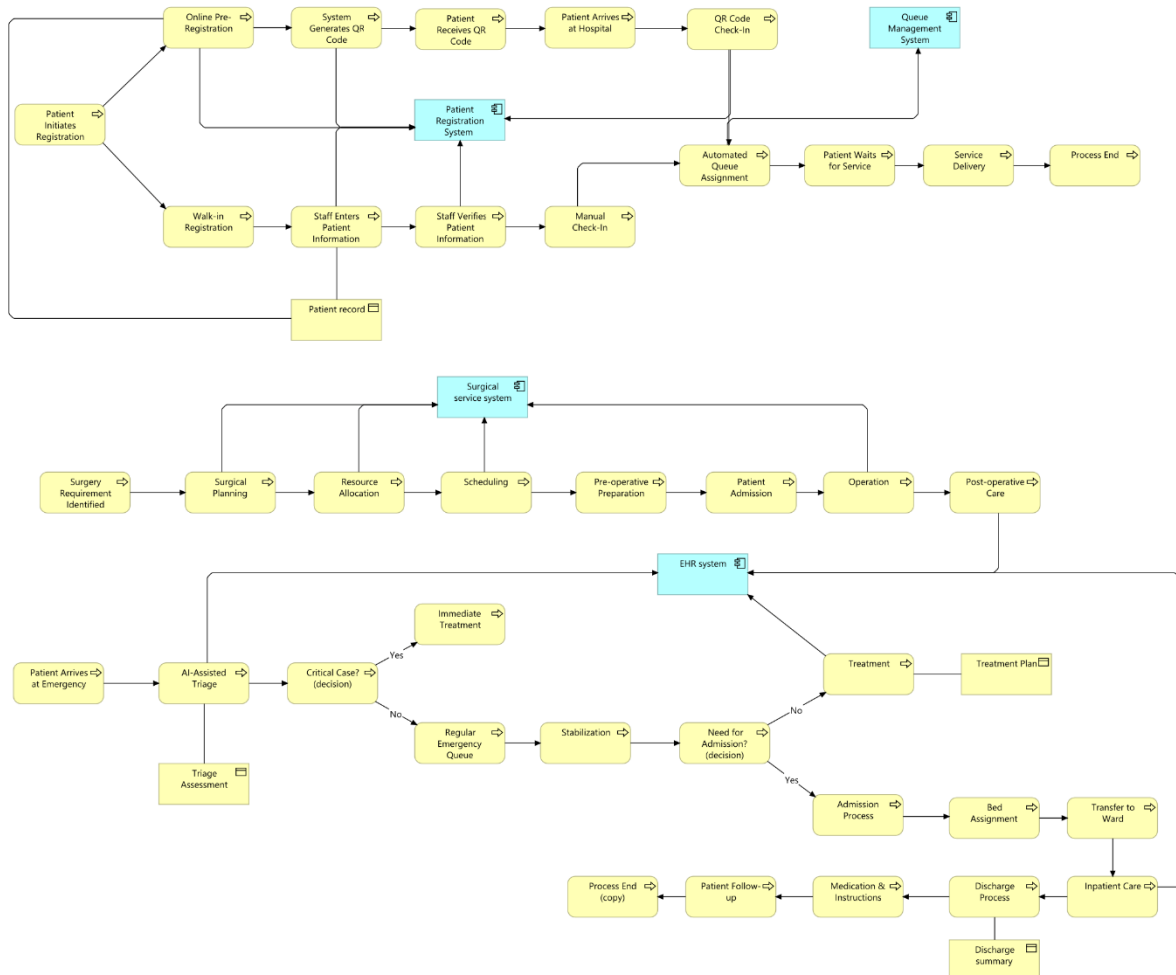 Online Pre-
Registration
System
Generates QR
Code
Patient
Receives QR
Code
Patient Arrives
at Hospital
QR Code
Check-In
Queue
Management
System
Patient
Initiates
Registration
Patient
Registration
System
Automated
Queue
Assignment
Patient Waits
for Service
Service
Delivery
Process End
Walk-in
Registration
Staff Enters
Patient
Information
Staff Verifies
Patient
Information
Manual
Check-In
Patient record
Surgical
service system
Surgery
Requirement
Identified
Surgical
Planning
Resource
Allocation
Scheduling
Pre-operative
Preparation
Patient
Admission
Operation
Post-operative
Care
EHR system
Immediate
Treatment
Yes
Patient Arrives
at Emergency
AI-Assisted
Triage
Critical Case?
(decision)
Treatment
Treatment Plan
No
No
Regular
Emergency
Queue
Stabilization
Need for
Admission?
(decision)
Triage
Assessment
Yes
Admission
Process
Bed
Assignment
Transfer to
Ward
Process End
(copy)
Patient Follow-
up
Medication &
Instructions
Discharge
Process
Inpatient Care
Discharge
summary